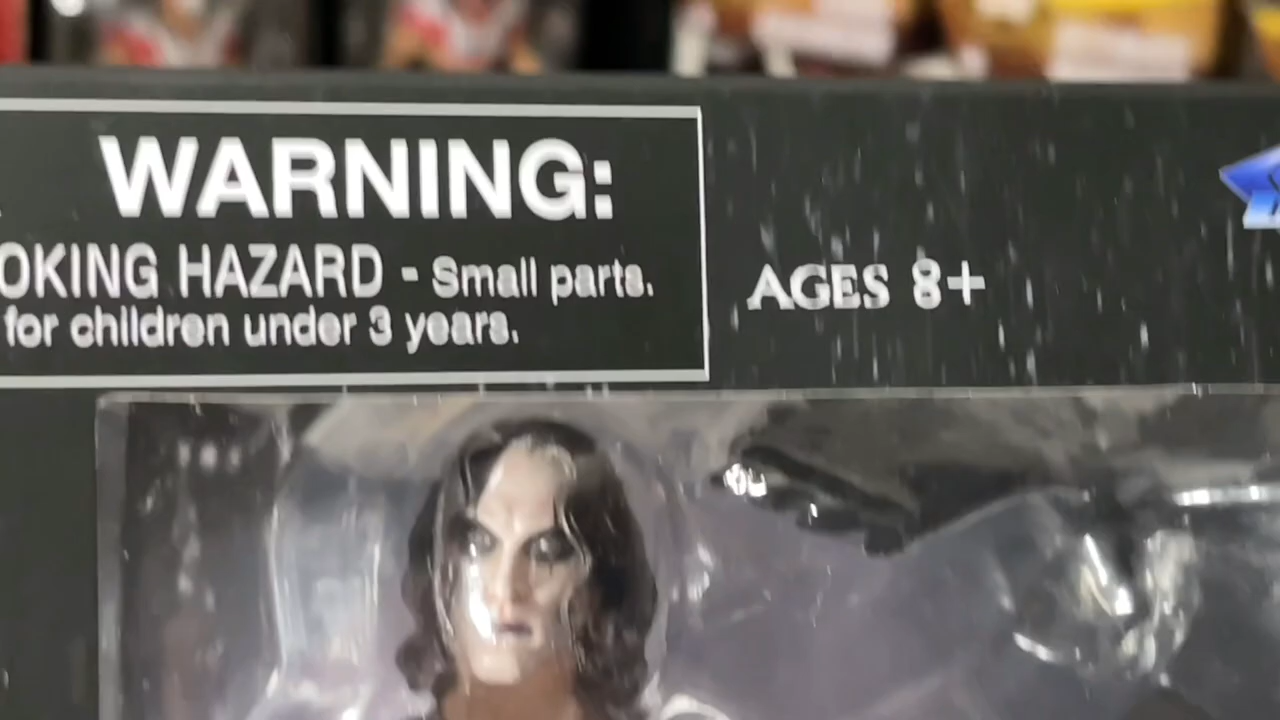 WARNING:
OKING HAZARD - Small parts.
for children under 3 years.
AGES 8+